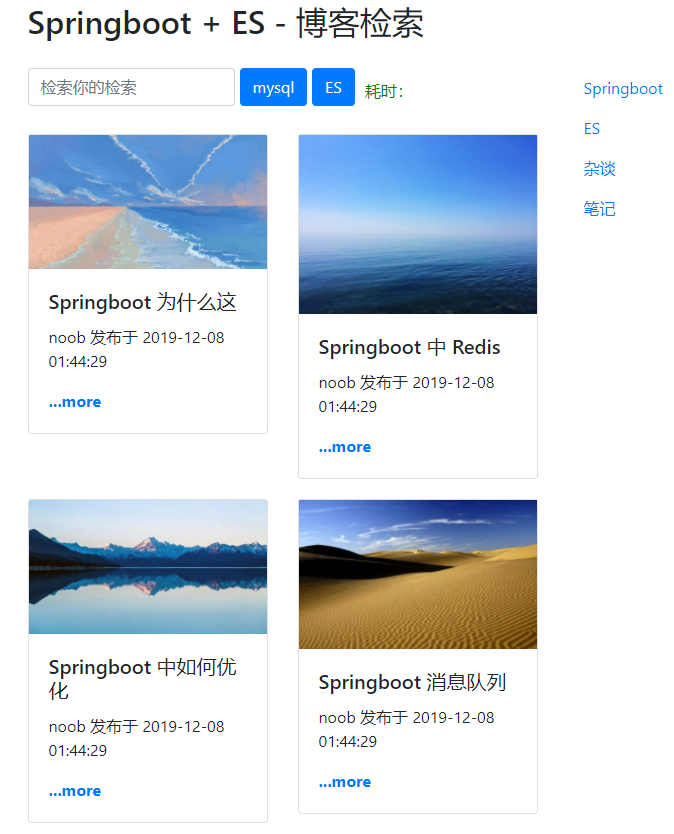 Springboot + ES - 博客检索
检索你的检索
mysql
ES
耗时：
Springboot
ES
杂谈
笔记
Springboot 为什么这
noob 发布于 2019-12-08
01:44:29
...more
Springboot 中 Redis
noob 发布于 2019-12-08
01:44:29
...more
Springboot 中如何优
化
noob 发布于 2019-12-08
01:44:29
...more
Springboot 消息队列
noob 发布于 2019-12-08
01:44:29
...more